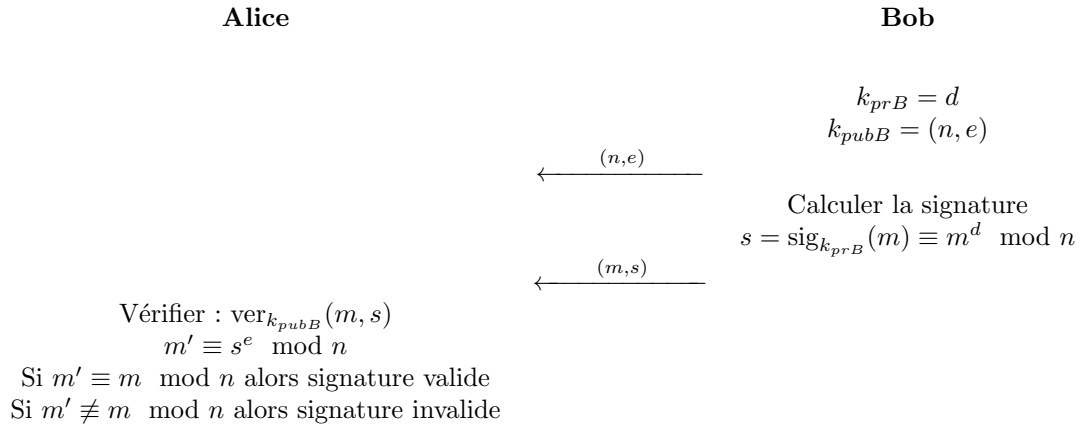 Alice Bob
k_{prB} = d
k_{pubB} = (n, e)
(n,e)
←
Calculer la signature
s = sig_{k_{prB}}(m) ≡ m^d mod n
(m,s)
←
Vérifier : ver_{k_{pubB}}(m, s)
m′ ≡ s^e mod n
Si m′ ≡ m mod n alors signature valide
Si m′ ≢ m mod n alors signature invalide